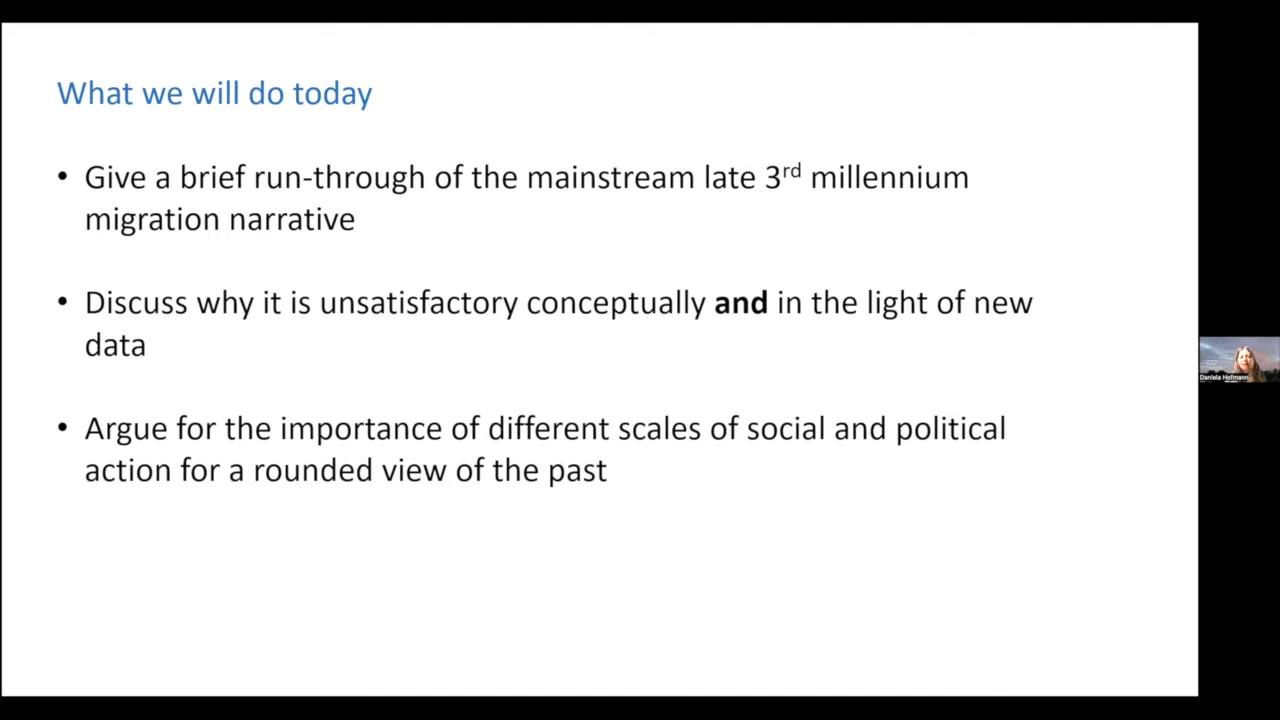 What we will do today
• Give a brief run-through of the mainstream late 3rd millennium
migration narrative
• Discuss why it is unsatisfactory conceptually and in the light of new
data
• Argue for the importance of different scales of social and political
action for a rounded view of the past
Daniela Hofmann